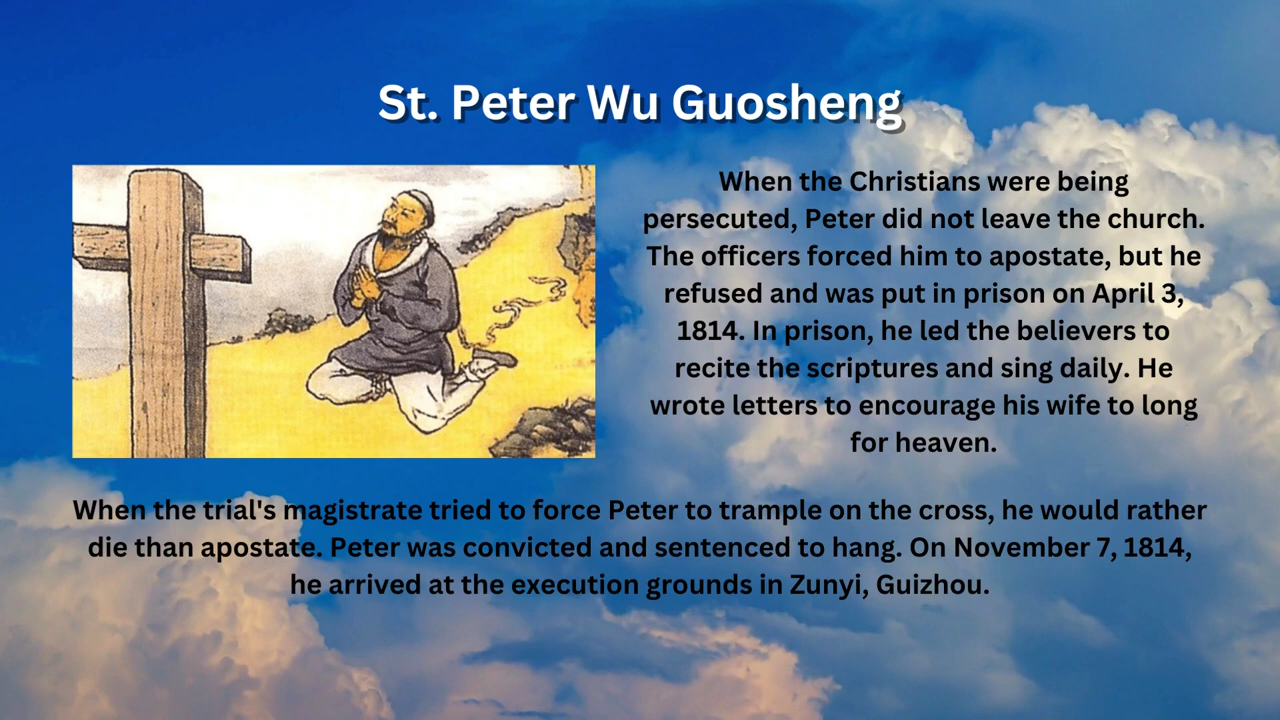 St. Peter Wu Guosheng
When the Christians were being
persecuted, Peter did not leave the church.
The officers forced him to apostate, but he
refused and was put in prison on April 3,
1814. In prison, he led the believers to
recite the scriptures and sing daily. He
wrote letters to encourage his wife to long
for heaven.
When the trial's magistrate tried to force Peter to trample on the cross, he would rather
die than apostate. Peter was convicted and sentenced to hang. On November 7, 1814,
he arrived at the execution grounds in Zunyi, Guizhou.